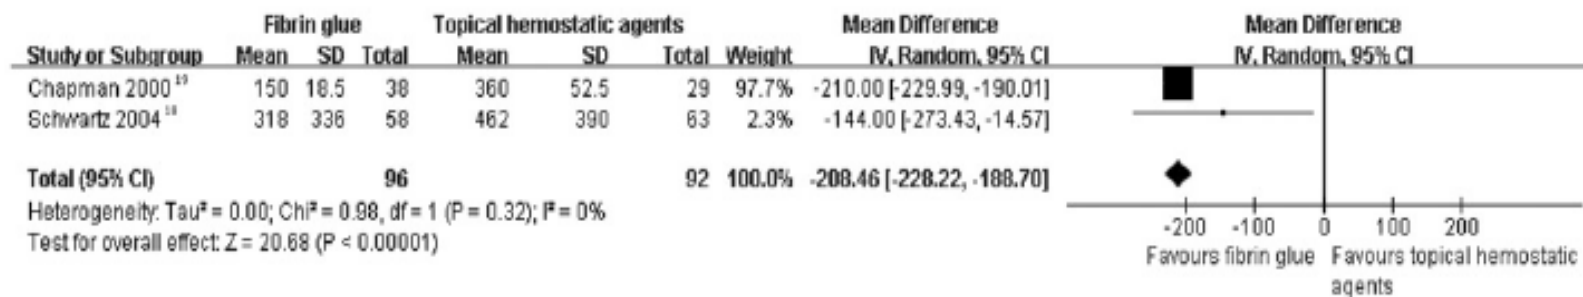 Fibrin glue Topical hemostatic agents Mean Difference Mean Difference
Study or Subgroup Mean SD Total Mean SD Total Weight IV, Random, 95% CI IV, Random, 95% CI
Chapman 2000 ¹⁹ 150 18.5 38 360 52.5 29 97.7% -210.00 [-229.99, -190.01]
Schwartz 2004 ¹⁸ 318 336 58 462 390 63 2.3% -144.00 [-273.43, -14.57]
Total (95% CI) 96 92 100.0% -208.46 [-228.22, -188.70]
Heterogeneity: Tau² = 0.00; Chi² = 0.98, df = 1 (P = 0.32); I² = 0%
Test for overall effect: Z = 20.68 (P < 0.00001)
-200 -100 0 100 200
Favours fibrin glue Favours topical hemostatic
agents